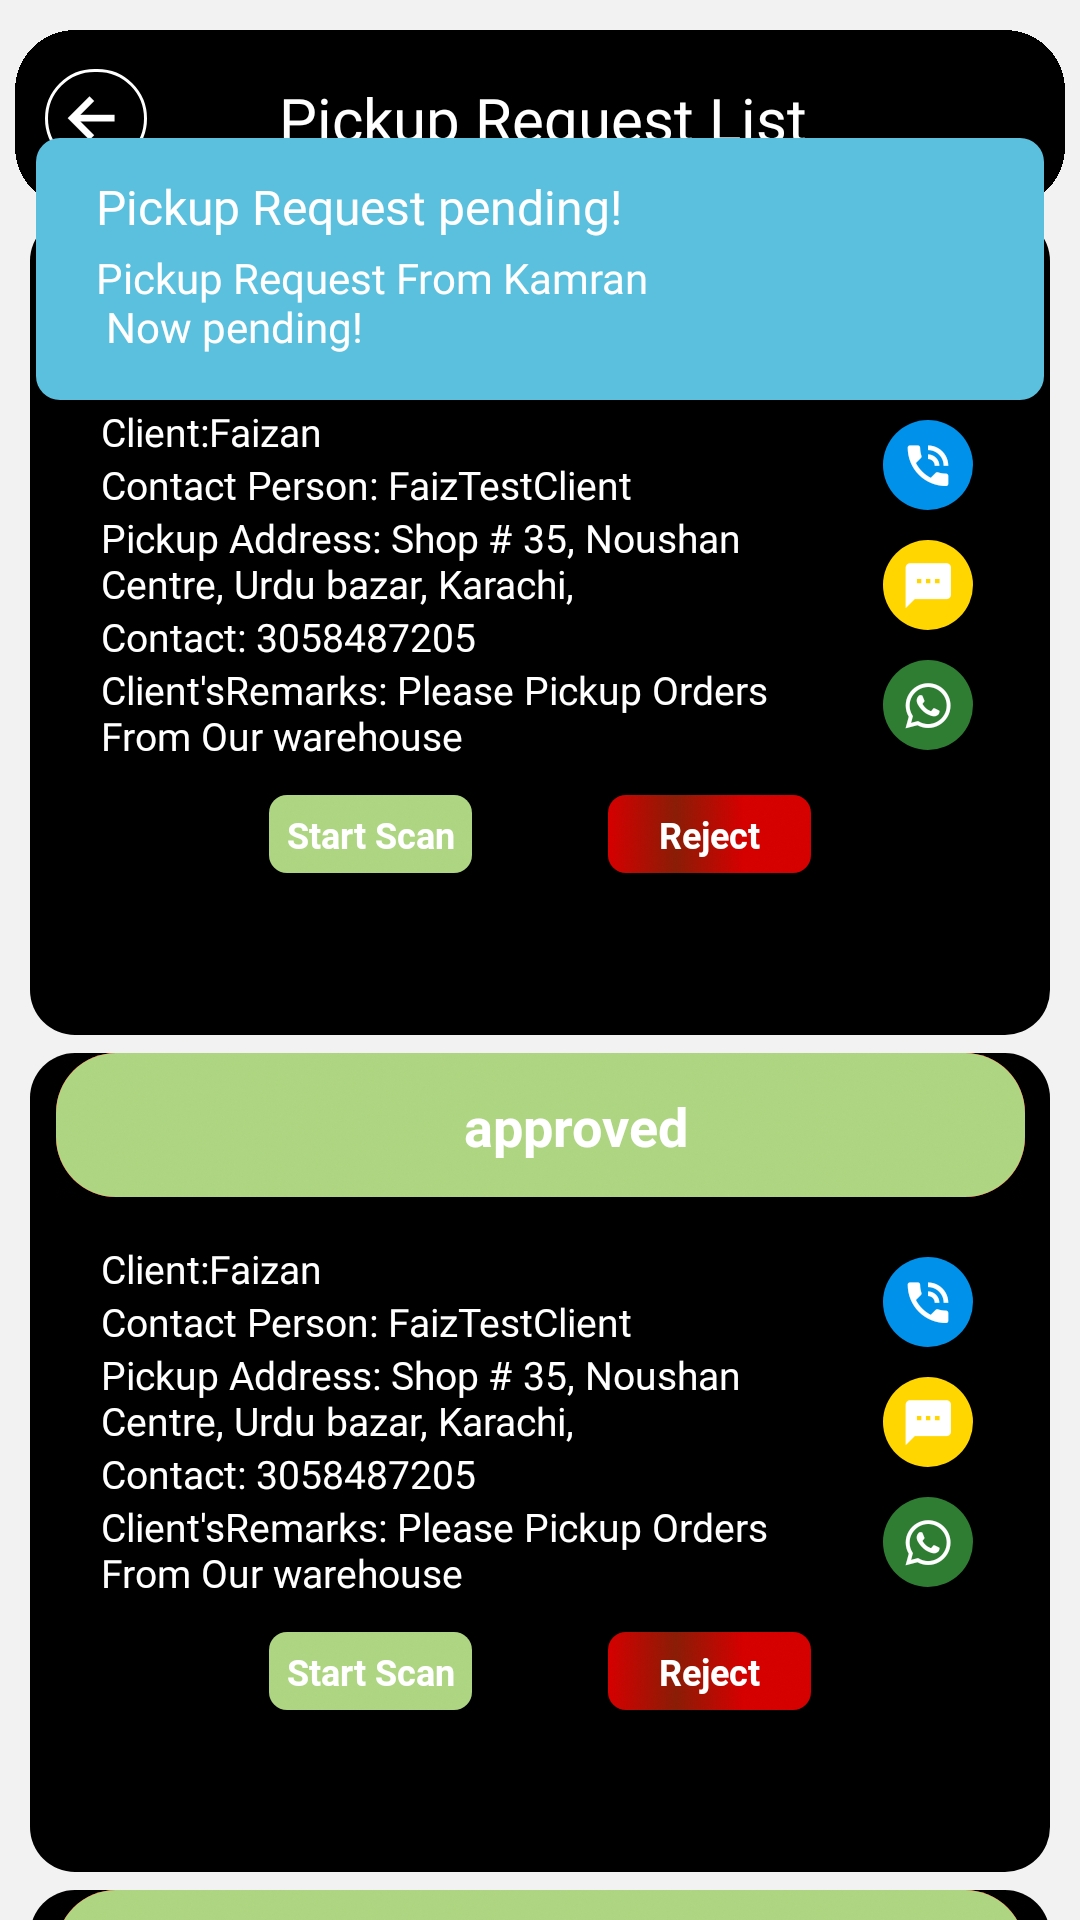 Pickup Request List
Pickup Request pending!
Pickup Request From Kamran
Now pending!
Client:Faizan
Contact Person: FaizTestClient
Pickup Address: Shop # 35, Noushan
Centre, Urdu bazar, Karachi,
Contact: 3058487205
Client'sRemarks: Please Pickup Orders
From Our warehouse
Start Scan
Reject
approved
Client:Faizan
Contact Person: FaizTestClient
Pickup Address: Shop # 35, Noushan
Centre, Urdu bazar, Karachi,
Contact: 3058487205
Client'sRemarks: Please Pickup Orders
From Our warehouse
Start Scan
Reject